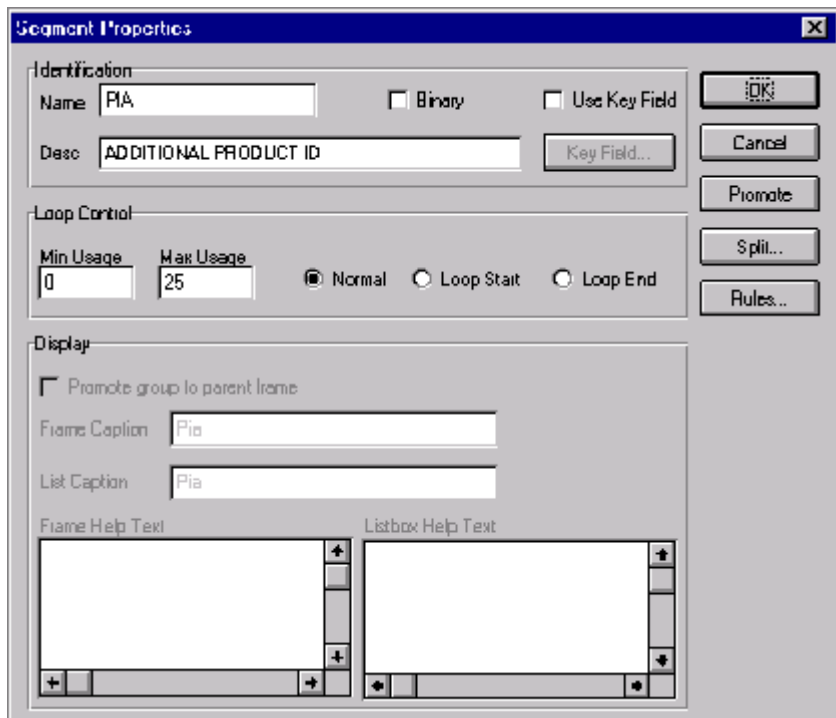 Segment Properties
Identification
Name PIA Binary Use Key Field
Desc ADDITIONAL PRODUCT ID Key Field...
OK
Cancel
Promote
Split...
Rules...
Loop Control
Min Usage Max Usage
0 25 Normal Loop Start Loop End
Display
Promote group to parent frame
Frame Caption Pia
List Caption Pia
Frame Help Text Listbox Help Text